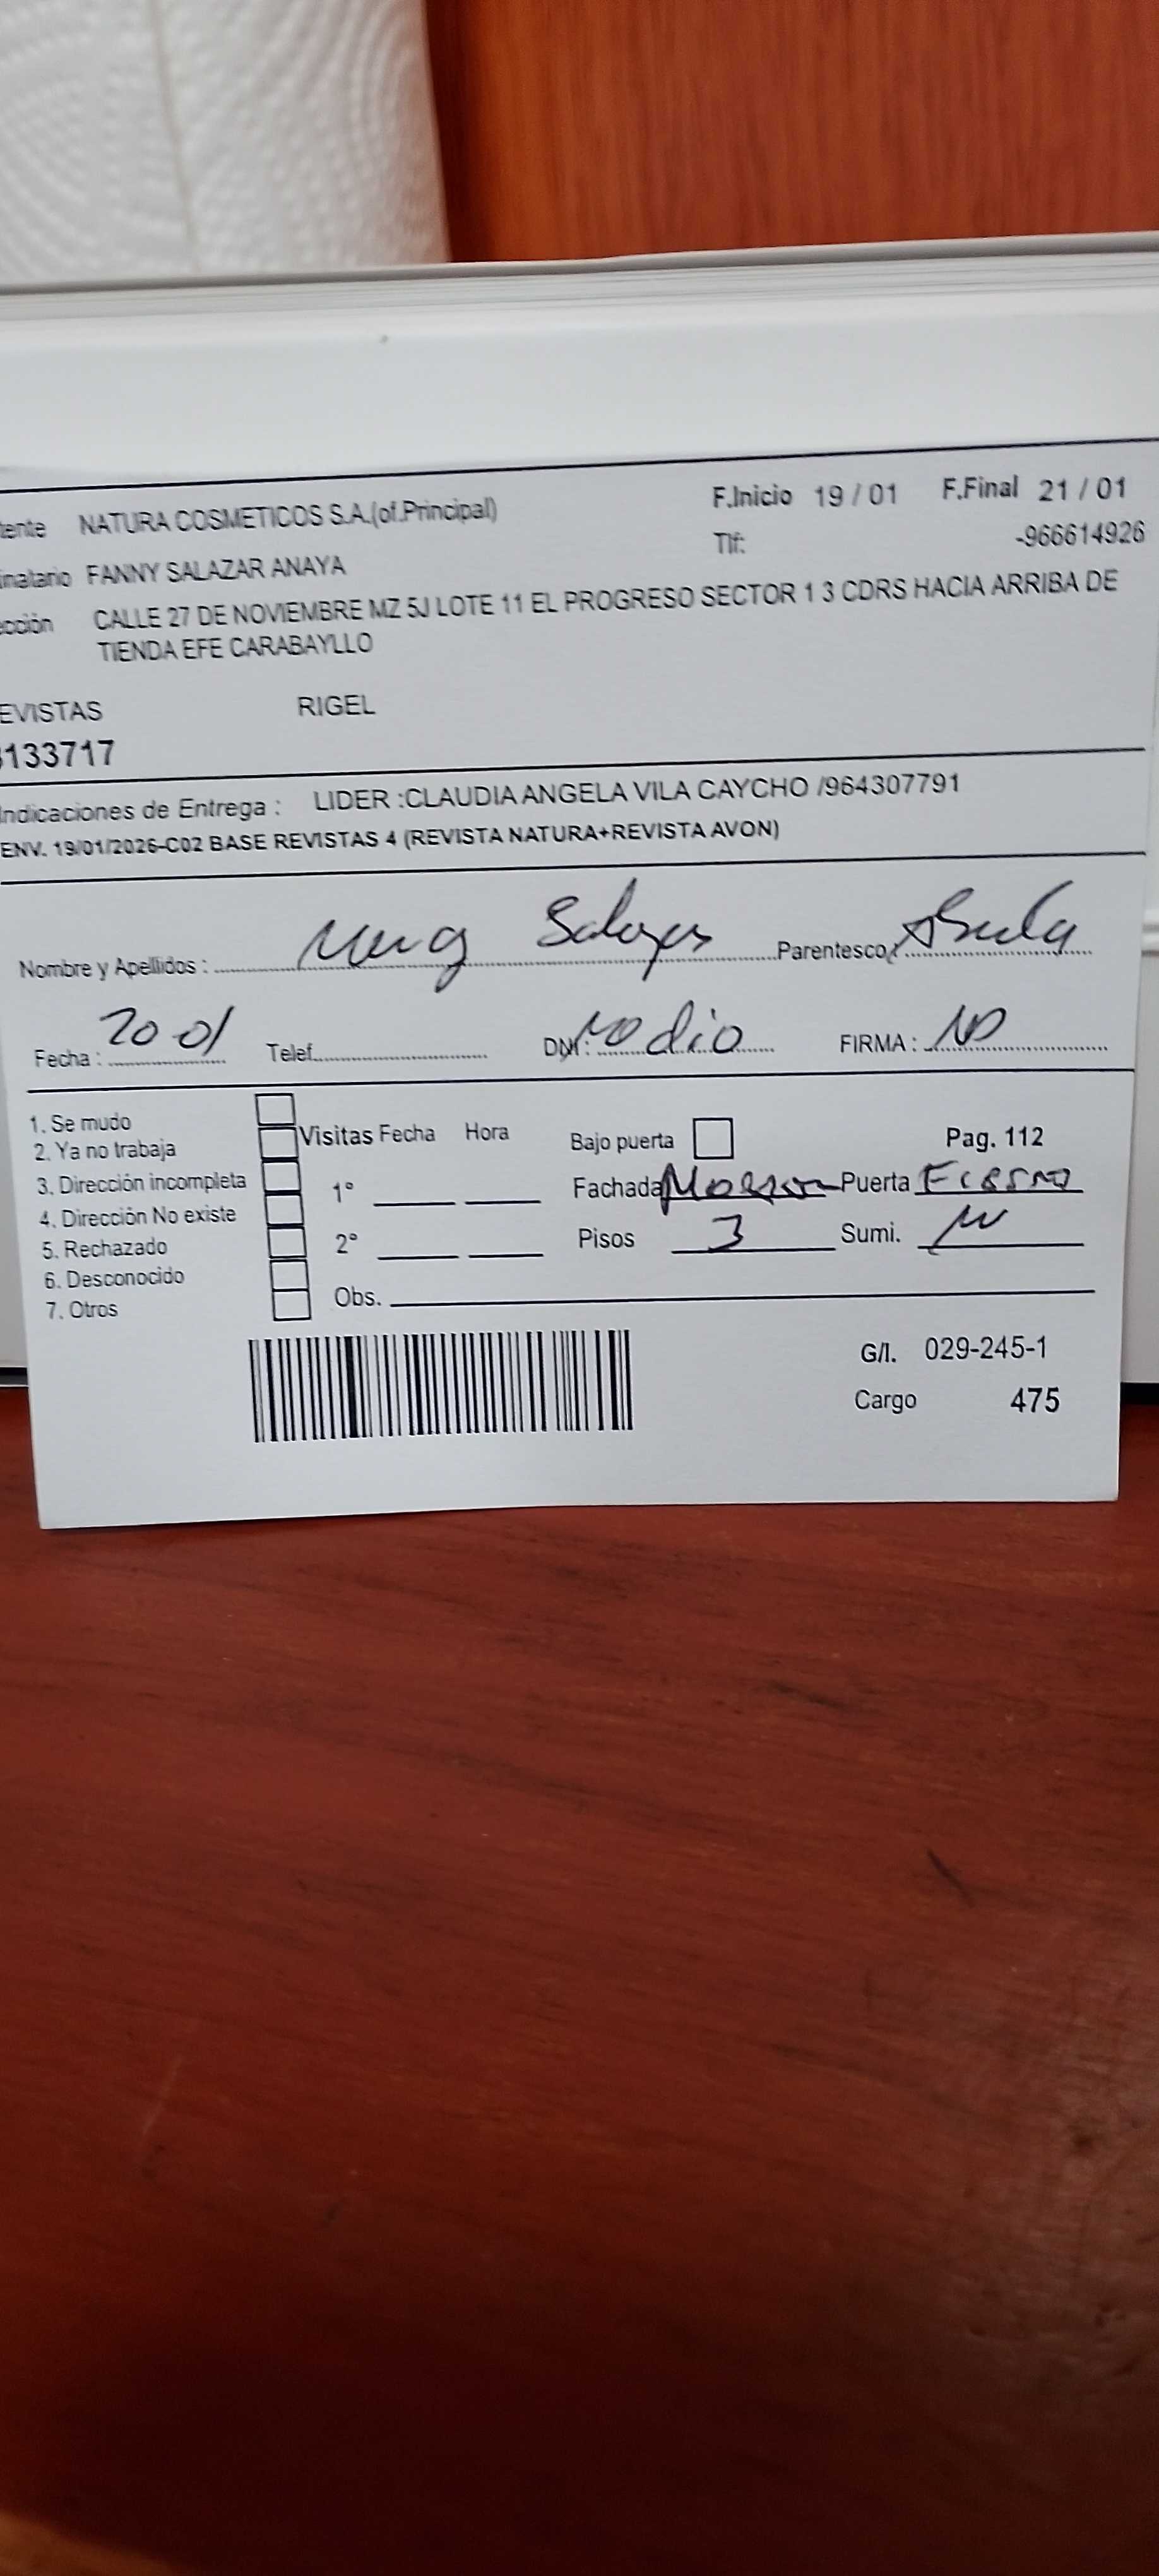 tente NATURA COSMETICOS S.A.(of.Principal) F.Inicio 19 / 01 F.Final 21 / 01
Tlf: -966614926
inatario FANNY SALAZAR ANAYA
ección CALLE 27 DE NOVIEMBRE MZ 5J LOTE 11 EL PROGRESO SECTOR 1 3 CDRS HACIA ARRIBA DE
TIENDA EFE CARABAYLLO
EVISTAS RIGEL
133717
Indicaciones de Entrega : LIDER :CLAUDIA ANGELA VILA CAYCHO /964307791
ENV. 19/01/2026-C02 BASE REVISTAS 4 (REVISTA NATURA+REVISTA AVON)
Nombre y Apellidos : Parentesco:
Fecha : 20 01 Telef. DNI: NO dio FIRMA :
1. Se mudo
2. Ya no trabaja
3. Dirección incompleta
4. Dirección No existe
5. Rechazado
6. Desconocido
7. Otros
Visitas Fecha Hora
1°
2°
Obs.
Bajo puerta Pag. 112
Fachada Puerta
Pisos 3 Sumi.
G/I. 029-245-1
Cargo 475